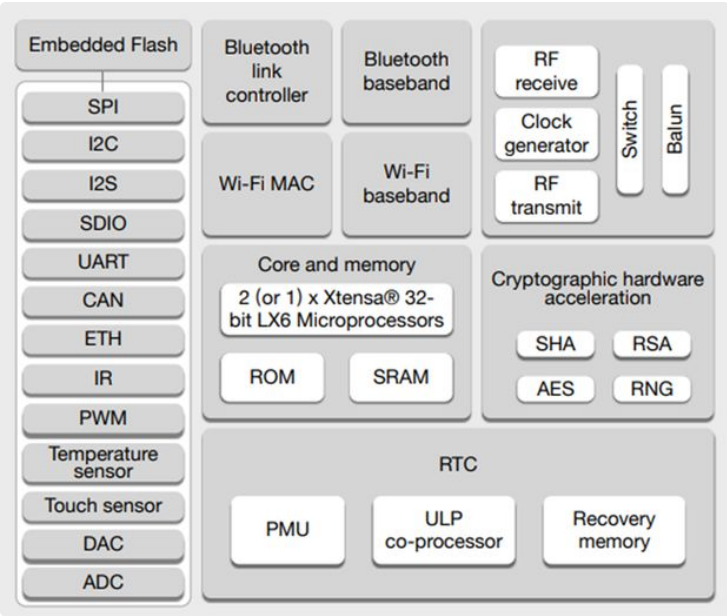 Embedded Flash
SPI
I2C
I2S
SDIO
UART
CAN
ETH
IR
PWM
Temperature
sensor
Touch sensor
DAC
ADC
Bluetooth
link
controller
Bluetooth
baseband
Wi-Fi MAC
Wi-Fi
baseband
RF
receive
Clock
generator
RF
transmit
Switch
Balun
Core and memory
2 (or 1) x Xtensa® 32-
bit LX6 Microprocessors
ROM
SRAM
Cryptographic hardware
acceleration
SHA
RSA
AES
RNG
RTC
PMU
ULP
co-processor
Recovery
memory